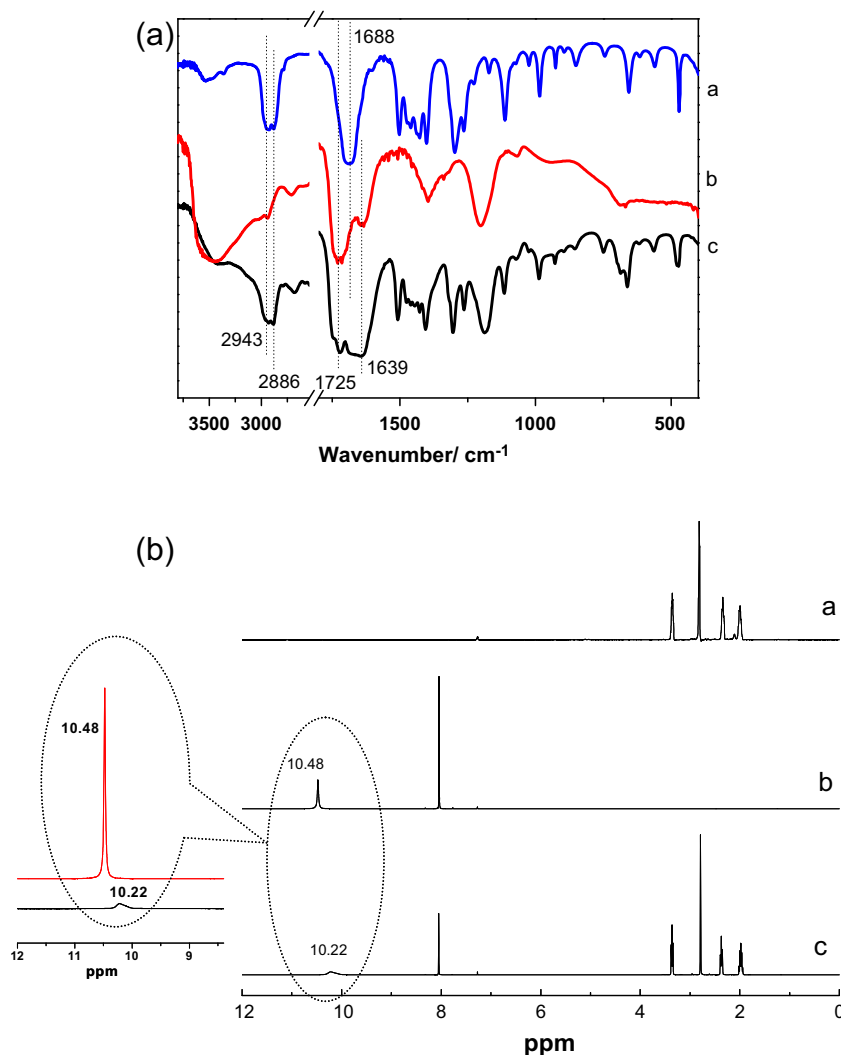 (a)
1688
a
b
c
2943
2886
1725
1639
3500 3000 1500 1000 500
Wavenumber/ cm-1
(b)
a
10.48
10.48
b
10.22
12 11 10 9
ppm
10.22
c
12 10 8 6 4 2 0
ppm